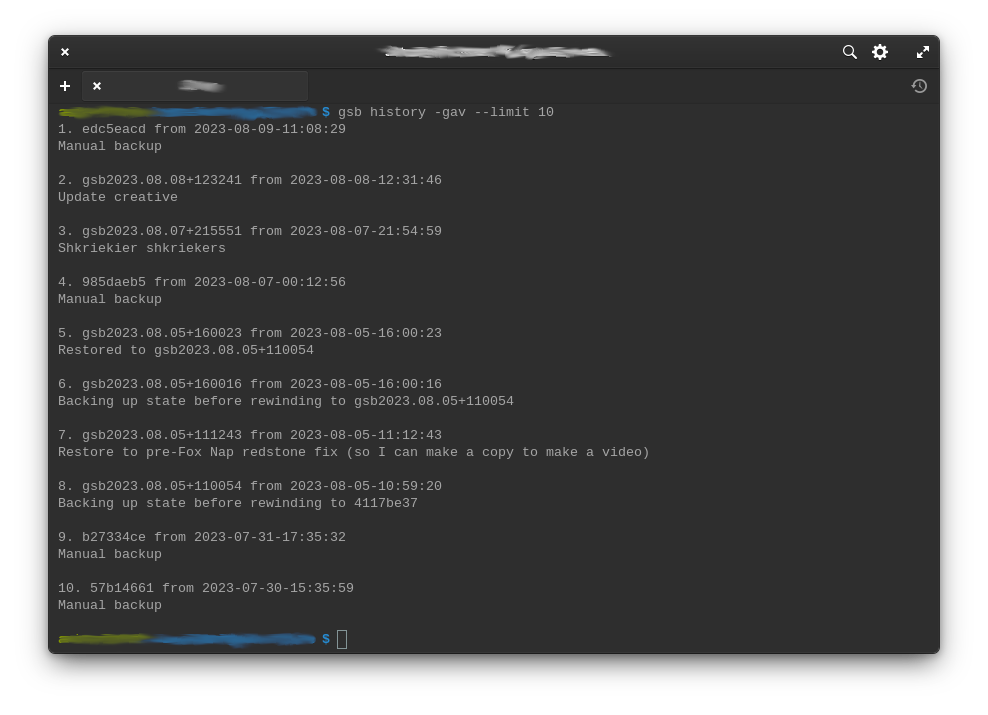 $ gsb history -gav --limit 10
1. edc5eacd from 2023-08-09-11:08:29
Manual backup
2. gsb2023.08.08+123241 from 2023-08-08-12:31:46
Update creative
3. gsb2023.08.07+215551 from 2023-08-07-21:54:59
Shkriekier shkriekers
4. 985daeb5 from 2023-08-07-00:12:56
Manual backup
5. gsb2023.08.05+160023 from 2023-08-05-16:00:23
Restored to gsb2023.08.05+110054
6. gsb2023.08.05+160016 from 2023-08-05-16:00:16
Backing up state before rewinding to gsb2023.08.05+110054
7. gsb2023.08.05+111243 from 2023-08-05-11:12:43
Restore to pre-Fox Nap redstone fix (so I can make a copy to make a video)
8. gsb2023.08.05+110054 from 2023-08-05-10:59:20
Backing up state before rewinding to 4117be37
9. b27334ce from 2023-07-31-17:35:32
Manual backup
10. 57b14661 from 2023-07-30-15:35:59
Manual backup
$